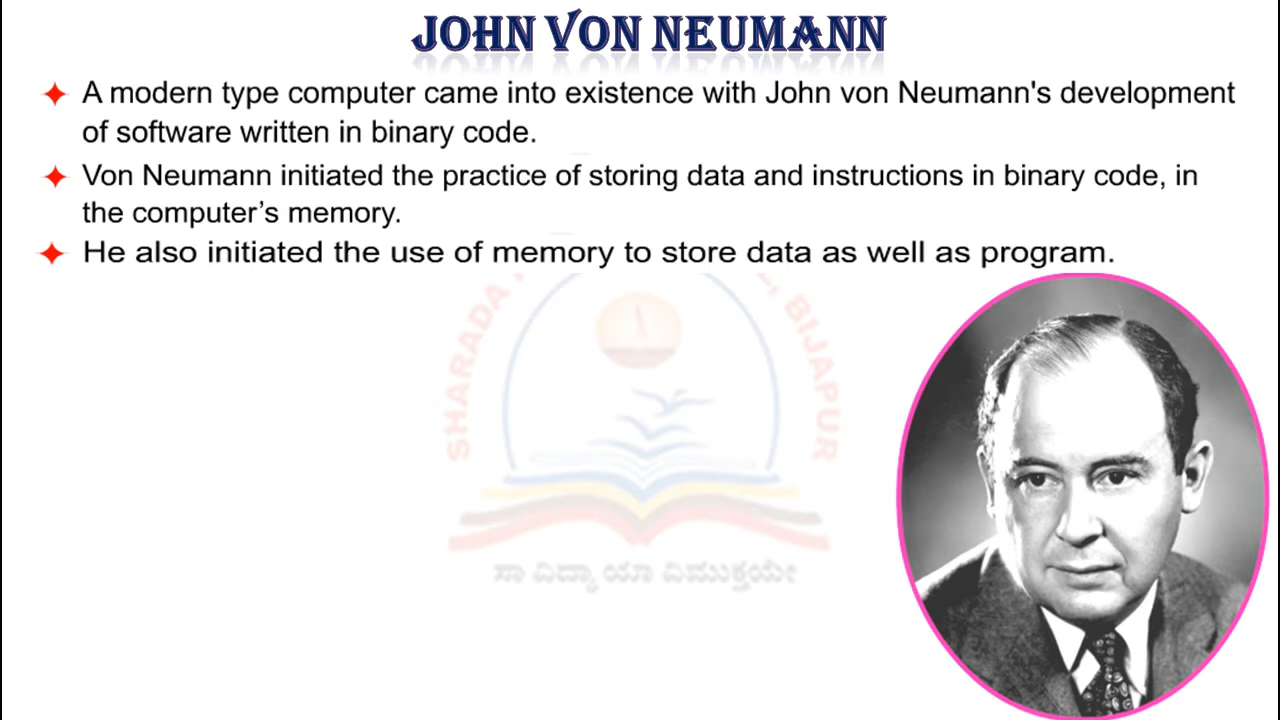 JOHN VON NEUMANN
A modern type computer came into existence with John von Neumann's development
of software written in binary code.
Von Neumann initiated the practice of storing data and instructions in binary code, in
the computer’s memory.
He also initiated the use of memory to store data as well as program.
SHARADA
BIJAPUR
ಸಾ ವಿದ್ಯಾ ಯಾ ವಿಮುಕ್ತಯೇ